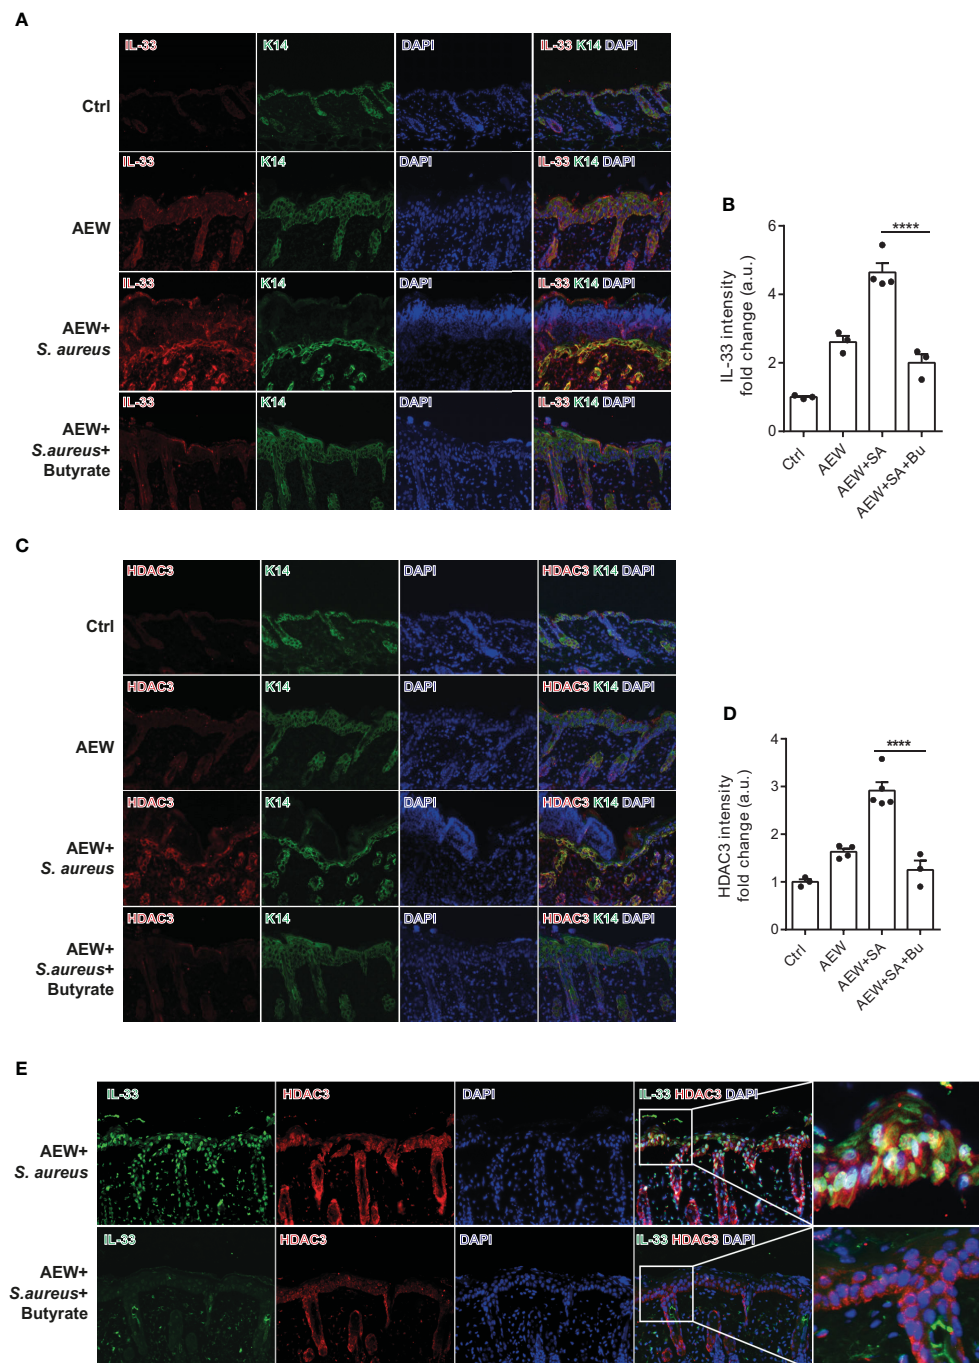 A
IL-33 K14 DAPI IL-33 K14 DAPI
Ctrl
IL-33 K14 DAPI IL-33 K14 DAPI
AEW
IL-33 K14 DAPI IL-33 K14 DAPI
AEW+
S. aureus
IL-33 K14 DAPI IL-33 K14 DAPI
AEW+
S.aureus+
Butyrate
B
IL-33 intensity
fold change (a.u.)
6
4
2
0
****
Ctrl
AEW
AEW+SA
AEW+SA+Bu
C
HDAC3 K14 DAPI HDAC3 K14 DAPI
Ctrl
HDAC3 K14 DAPI HDAC3 K14 DAPI
AEW
HDAC3 K14 DAPI HDAC3 K14 DAPI
AEW+
S. aureus
HDAC3 K14 DAPI HDAC3 K14 DAPI
AEW+
S.aureus+
Butyrate
D
HDAC3 intensity
fold change (a.u.)
4
3
2
1
0
****
Ctrl
AEW
AEW+SA
AEW+SA+Bu
E
IL-33 HDAC3 DAPI IL-33 HDAC3 DAPI
AEW+
S. aureus
IL-33 HDAC3 DAPI IL-33 HDAC3 DAPI
AEW+
S.aureus+
Butyrate